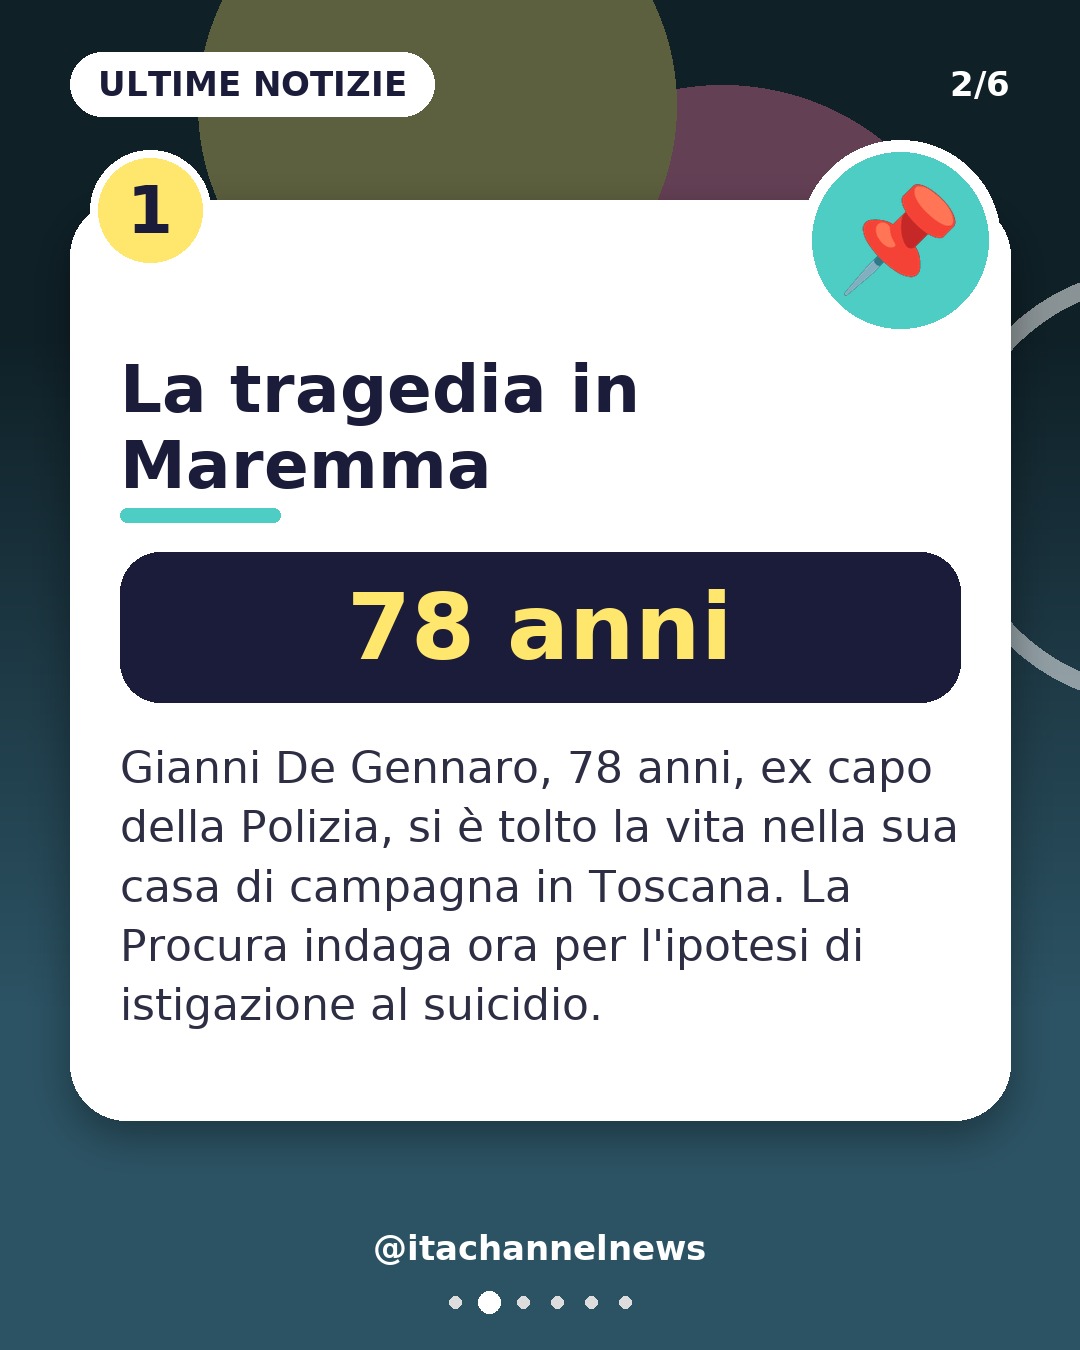 ULTIME NOTIZIE
2/6
1
La tragedia in
Maremma
78 anni
Gianni De Gennaro, 78 anni, ex capo
della Polizia, si è tolto la vita nella sua
casa di campagna in Toscana. La
Procura indaga ora per l'ipotesi di
istigazione al suicidio.
@itachannelnews